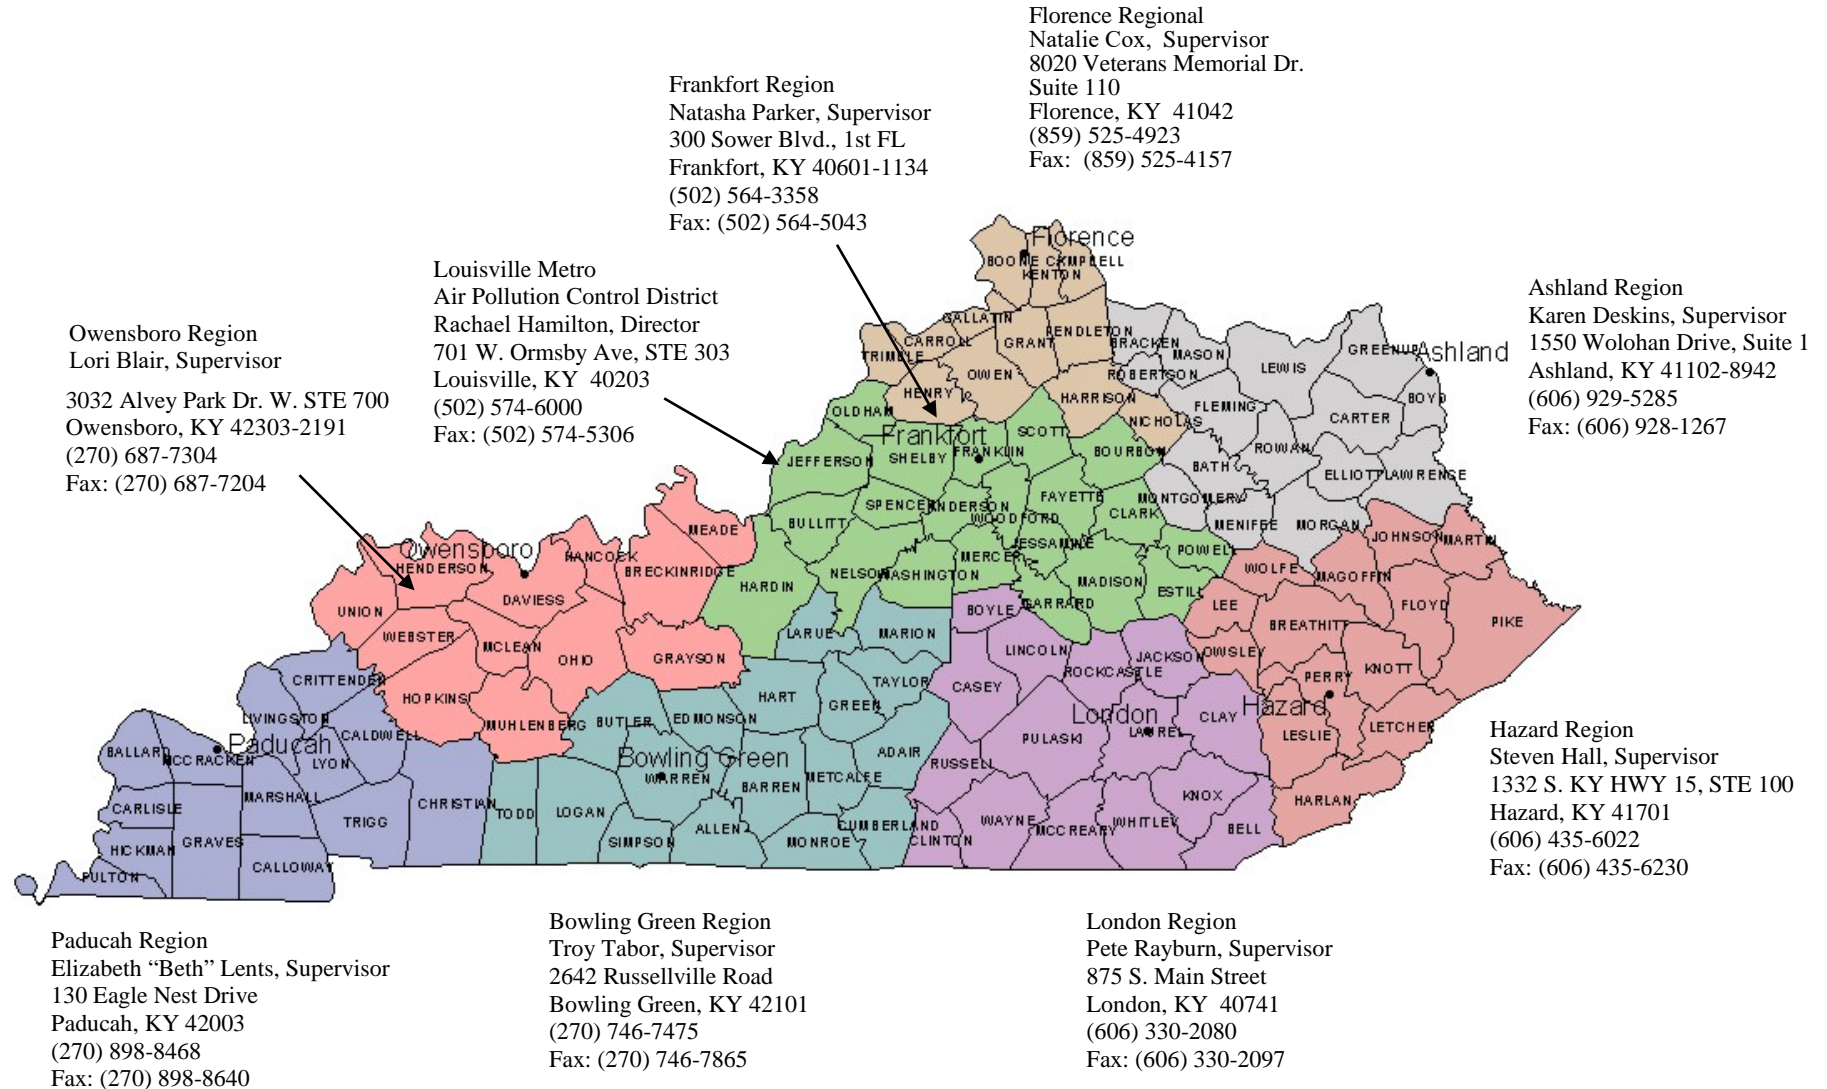 Florence Regional
Natalie Cox, Supervisor
8020 Veterans Memorial Dr.
Suite 110
Florence, KY 41042
(859) 525-4923
Fax: (859) 525-4157
Frankfort Region
Natasha Parker, Supervisor
300 Sower Blvd., 1st FL
Frankfort, KY 40601-1134
(502) 564-3358
Fax: (502) 564-5043
Louisville Metro
Air Pollution Control District
Rachael Hamilton, Director
701 W. Ormsby Ave, STE 303
Louisville, KY 40203
(502) 574-6000
Fax: (502) 574-5306
Owensboro Region
Lori Blair, Supervisor
3032 Alvey Park Dr. W. STE 700
Owensboro, KY 42303-2191
(270) 687-7304
Fax: (270) 687-7204
Ashland Region
Karen Deskins, Supervisor
1550 Wolohan Drive, Suite 1
Ashland, KY 41102-8942
(606) 929-5285
Fax: (606) 928-1267
Florence
BOONE
CAMPBELL
KENTON
GALLATIN
CARROLL
TRIMBLE
GRANT
PENDLETON
OWEN
HENRY
HARRISON
NICHOLAS
BRACKEN
MASON
ROBERTSON
LEWIS
GREENUP
Ashland
BOYD
CARTER
FLEMING
ROWAN
BATH
ELLIOTT
LAWRENCE
MONTGOMERY
MENIFEE
MORGAN
OLDHAM
Frankfort
JEFFERSON
SHELBY
FRANKLIN
SCOTT
BOURBON
SPENCER
ANDERSON
WOODFORD
FAYETTE
CLARK
BULLITT
MERCER
JESSAMINE
POWELL
NELSON
WASHINGTON
MADISON
ESTILL
HARDIN
GARRARD
MEADE
Owensboro
HANCOCK
HENDERSON
BRECKINRIDGE
DAVIESS
UNION
WEBSTER
MCLEAN
OHIO
GRAYSON
HOPKINS
MUHLENBERG
JOHNSON
MARTIN
WOLFE
MAGOFFIN
LEE
FLOYD
BREATHITT
PIKE
OWSLEY
PERRY
KNOTT
Hazard
LESLIE
LETCHER
HARLAN
LARUE
MARION
HART
TAYLOR
GREEN
BUTLER
EDMONSON
ADAIR
Bowling Green
WARREN
BARREN
METCALFE
TODD
LOGAN
SIMPSON
ALLEN
MONROE
CUMBERLAND
BOYLE
LINCOLN
ROCKCASTLE
JACKSON
CASEY
London
CLAY
PULASKI
LAUREL
RUSSELL
KNOX
WAYNE
MCCREARY
WHITLEY
BELL
CLINTON
CRITTENDEN
LIVINGSTON
CALDWELL
Paducah
BALLARD
MCCRACKEN
LYON
CARLISLE
MARSHALL
CHRISTIAN
TRIGG
HICKMAN
GRAVES
CALLOWAY
FULTON
Hazard Region
Steven Hall, Supervisor
1332 S. KY HWY 15, STE 100
Hazard, KY 41701
(606) 435-6022
Fax: (606) 435-6230
Paducah Region
Elizabeth “Beth” Lents, Supervisor
130 Eagle Nest Drive
Paducah, KY 42003
(270) 898-8468
Fax: (270) 898-8640
Bowling Green Region
Troy Tabor, Supervisor
2642 Russellville Road
Bowling Green, KY 42101
(270) 746-7475
Fax: (270) 746-7865
London Region
Pete Rayburn, Supervisor
875 S. Main Street
London, KY 40741
(606) 330-2080
Fax: (606) 330-2097